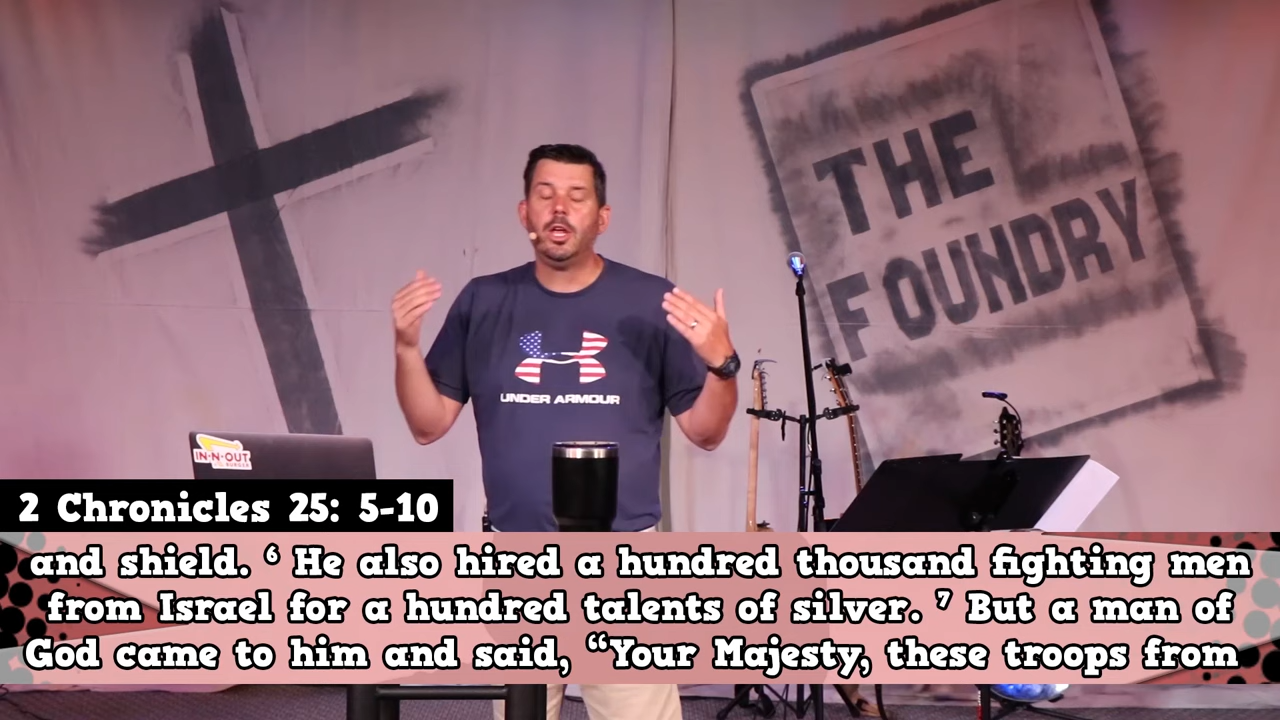 THE
FOUNDRY
UNDER ARMOUR
IN-N-OUT
BURGER
2 Chronicles 25: 5-10
and shield. ⁶ He also hired a hundred thousand fighting men
from Israel for a hundred talents of silver. ⁷ But a man of
God came to him and said, “Your Majesty, these troops from